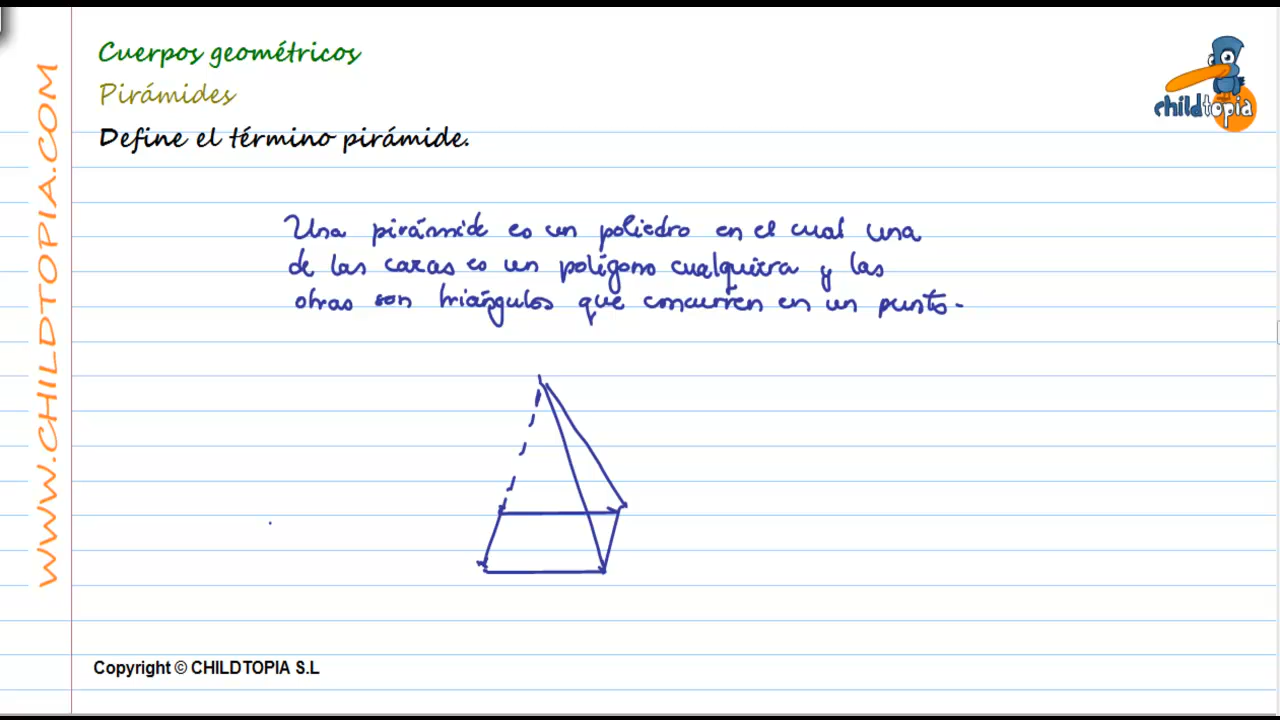 Cuerpos geométricos
Pirámides
Define el término pirámide.
childtopia
WWW.CHILDTOPIA.COM
Una pirámide es un poliedro en el cual una
de las caras es un polígono cualquiera y las
otras son triángulos que concurren en un punto.
Copyright © CHILDTOPIA S.L